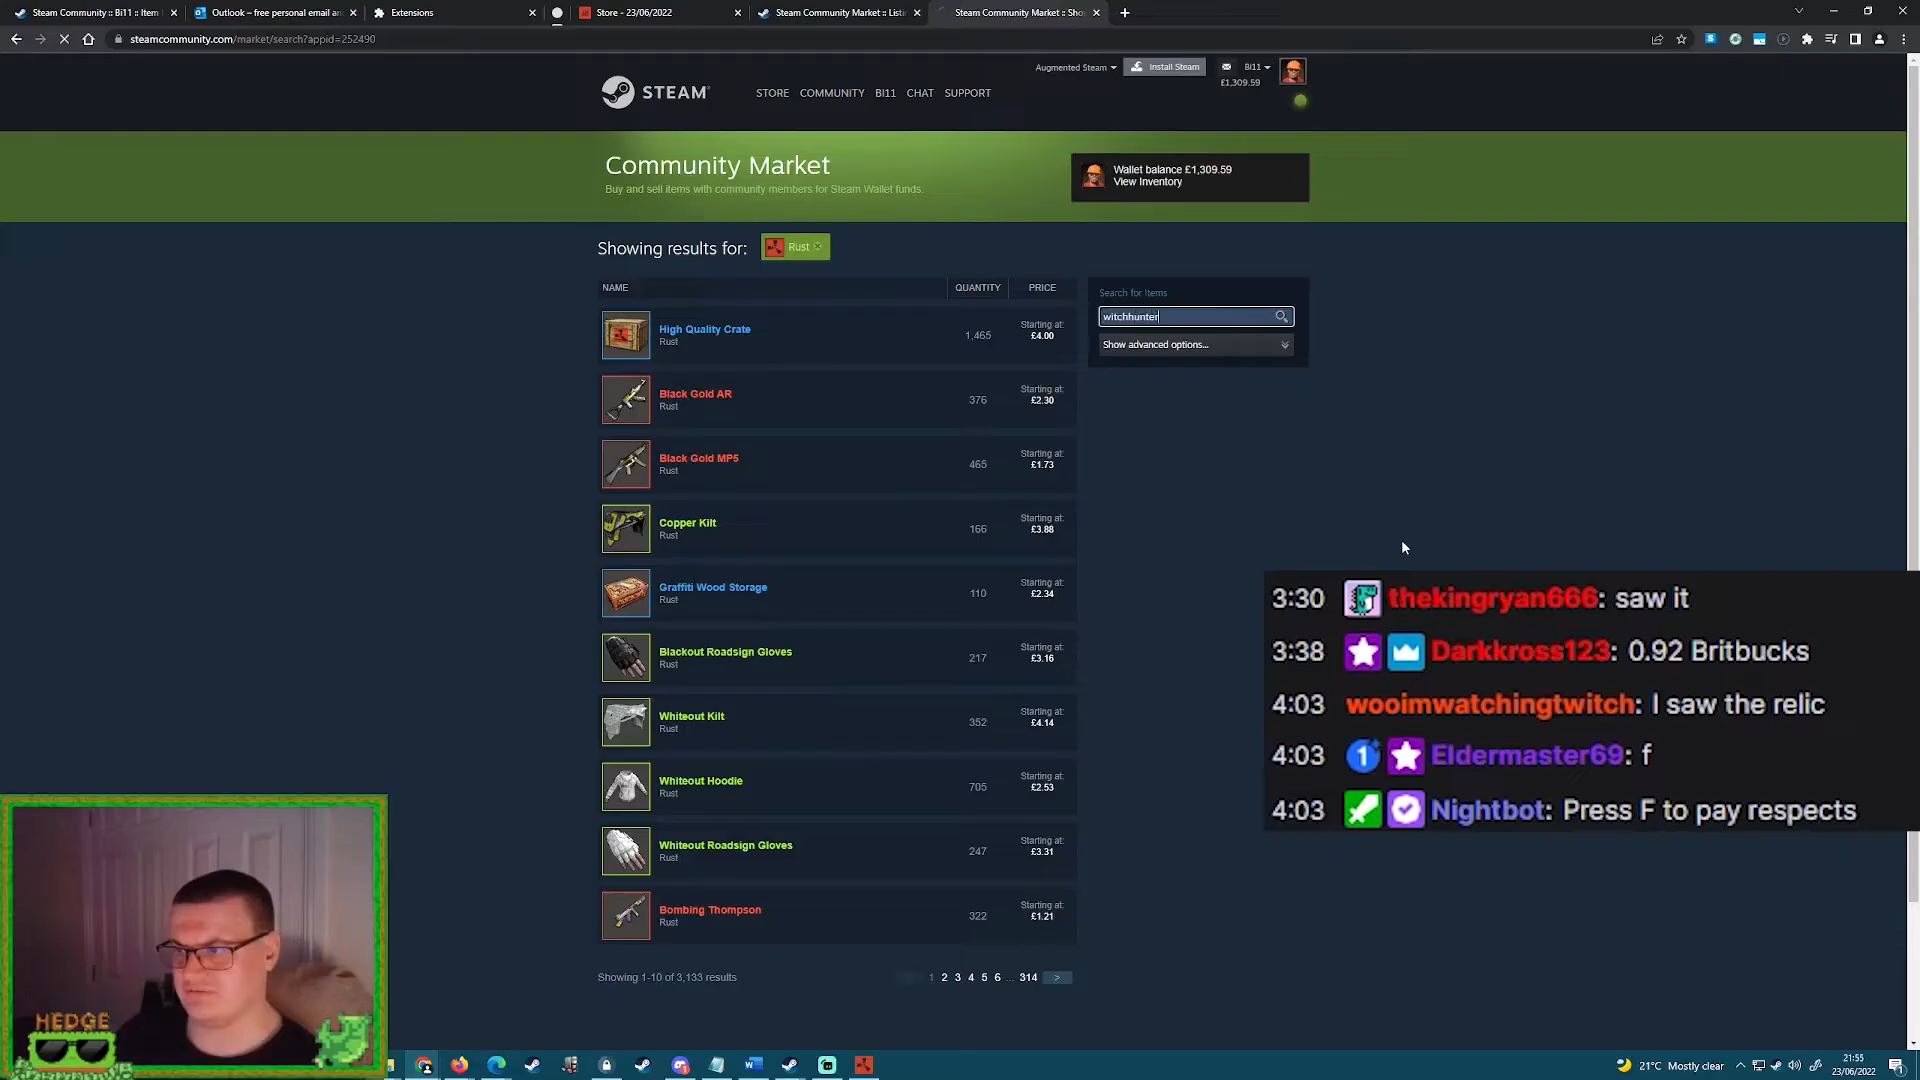 Steam Community :: Bi11 :: Item
Outlook – free personal email an
Extensions
Store - 23/06/2022
Steam Community Market :: Listi
Steam Community Market :: Sho
steamcommunity.com/market/search?appid=252490
Augmented Steam
Install Steam
Bi11
£1,309.59
STEAM
STORE COMMUNITY BI11 CHAT SUPPORT
Community Market
Buy and sell items with community members for Steam Wallet funds.
Wallet balance £1,309.59
View Inventory
Showing results for:
Rust
NAME QUANTITY PRICE
High Quality Crate
Rust
1,465
Starting at:
£4.00
Black Gold AR
Rust
376
Starting at:
£2.30
Black Gold MP5
Rust
465
Starting at:
£1.73
Copper Kilt
Rust
166
Starting at:
£3.88
Graffiti Wood Storage
Rust
110
Starting at:
£2.34
Blackout Roadsign Gloves
Rust
217
Starting at:
£3.16
Whiteout Kilt
Rust
352
Starting at:
£4.14
Whiteout Hoodie
Rust
705
Starting at:
£2.53
Whiteout Roadsign Gloves
Rust
247
Starting at:
£3.31
Bombing Thompson
Rust
322
Starting at:
£1.21
Showing 1-10 of 3,133 results
1 2 3 4 5 6 ... 314 >
Search for Items
witchhunter
Show advanced options...
3:30 thekingryan666: saw it
3:38 Darkkross123: 0.92 Britbucks
4:03 wooimwatchingtwitch: I saw the relic
4:03 1 Eldermaster69: f
4:03 Nightbot: Press F to pay respects
HEDGE
21°C Mostly clear
21:55
23/06/2022